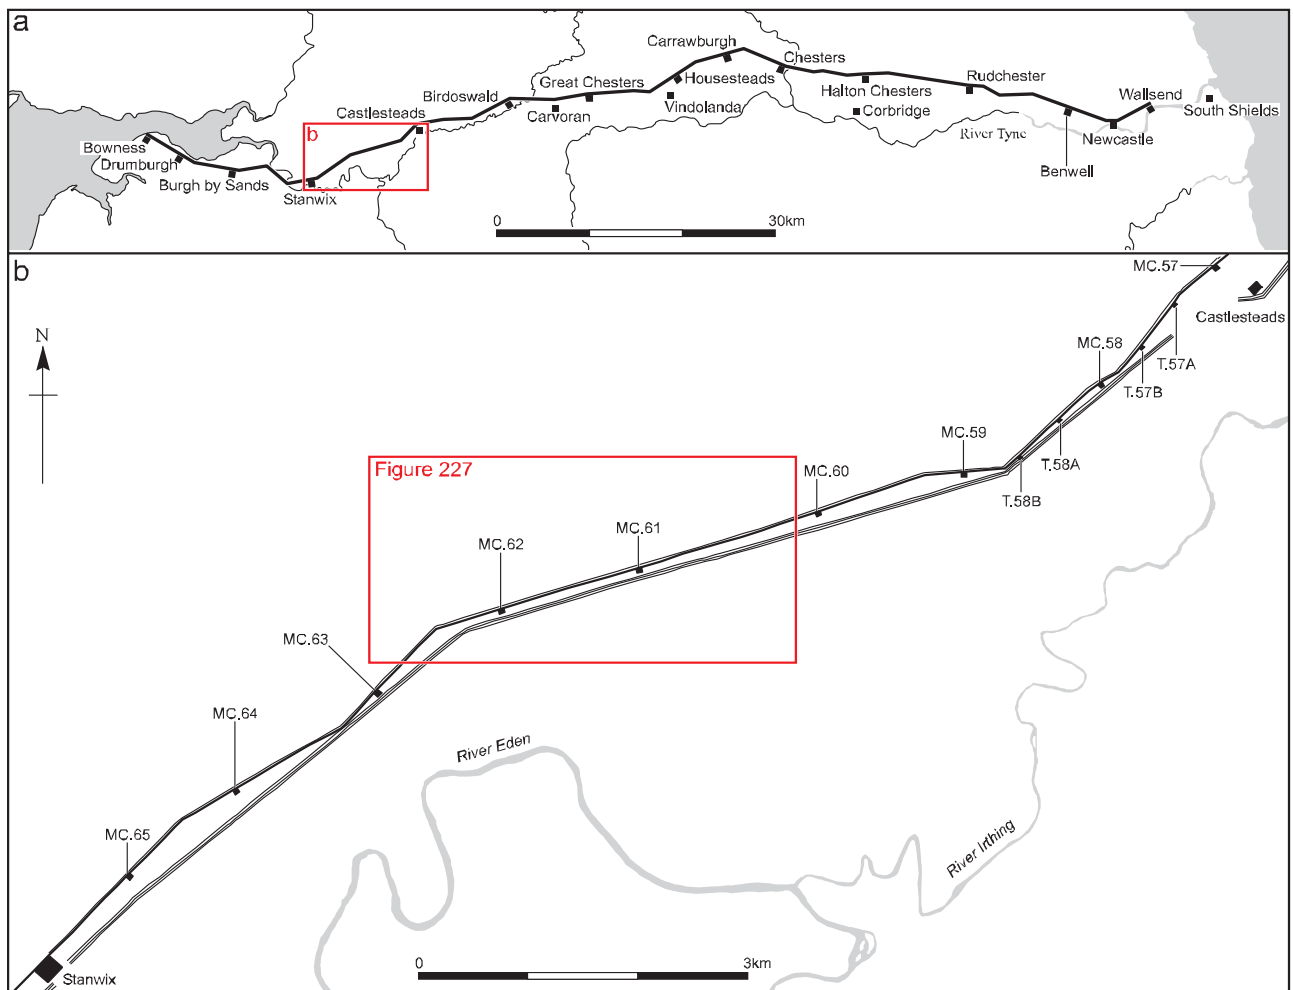 a
Carrawburgh
Chesters
Great Chesters
Housesteads
Rudchester
Birdoswald
Halton Chesters
Wallsend
Castlesteads
Vindolanda
South Shields
Carvoran
Corbridge
b
River Tyne
Newcastle
Bowness
Drumburgh
Benwell
Burgh by Sands
Stanwix
0
30km
b
MC.57
Castlesteads
N
MC.58
T.57A
T.57B
MC.59
T.58A
Figure 227
MC.60
T.58B
MC.61
MC.62
MC.63
MC.64
River Eden
MC.65
River Irthing
0
3km
Stanwix